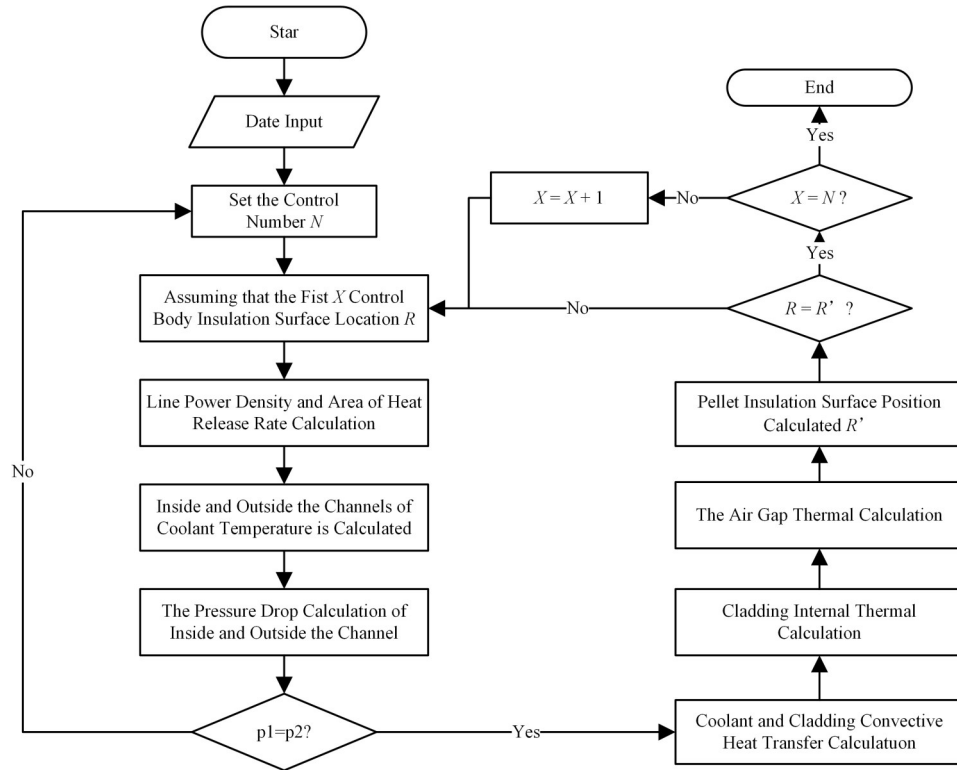 Star
Date Input
Set the Control
Number N
Assuming that the Fist X Control
Body Insulation Surface Location R
Line Power Density and Area of Heat
Release Rate Calculation
Inside and Outside the Channels of
Coolant Temperature is Calculated
The Pressure Drop Calculation of
Inside and Outside the Channel
p1=p2?
No
Yes
Coolant and Cladding Convective
Heat Transfer Calculatuon
Cladding Internal Thermal
Calculation
The Air Gap Thermal Calculation
Pellet Insulation Surface Position
Calculated R’
R = R’ ?
No
Yes
X = N ?
No
X = X + 1
Yes
End